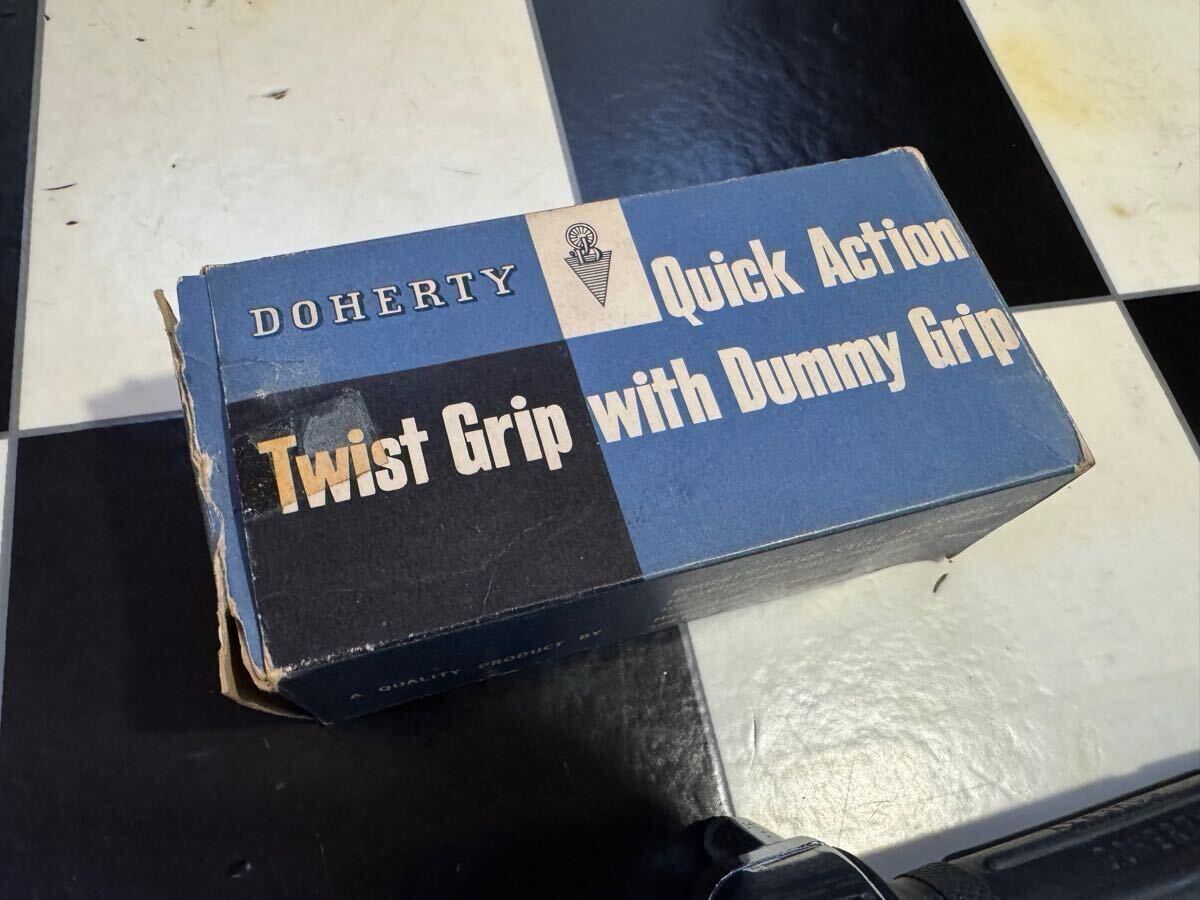 DOHERTY
Quick Action
Twist Grip with Dummy Grip
A QUALITY PRODUCT BY